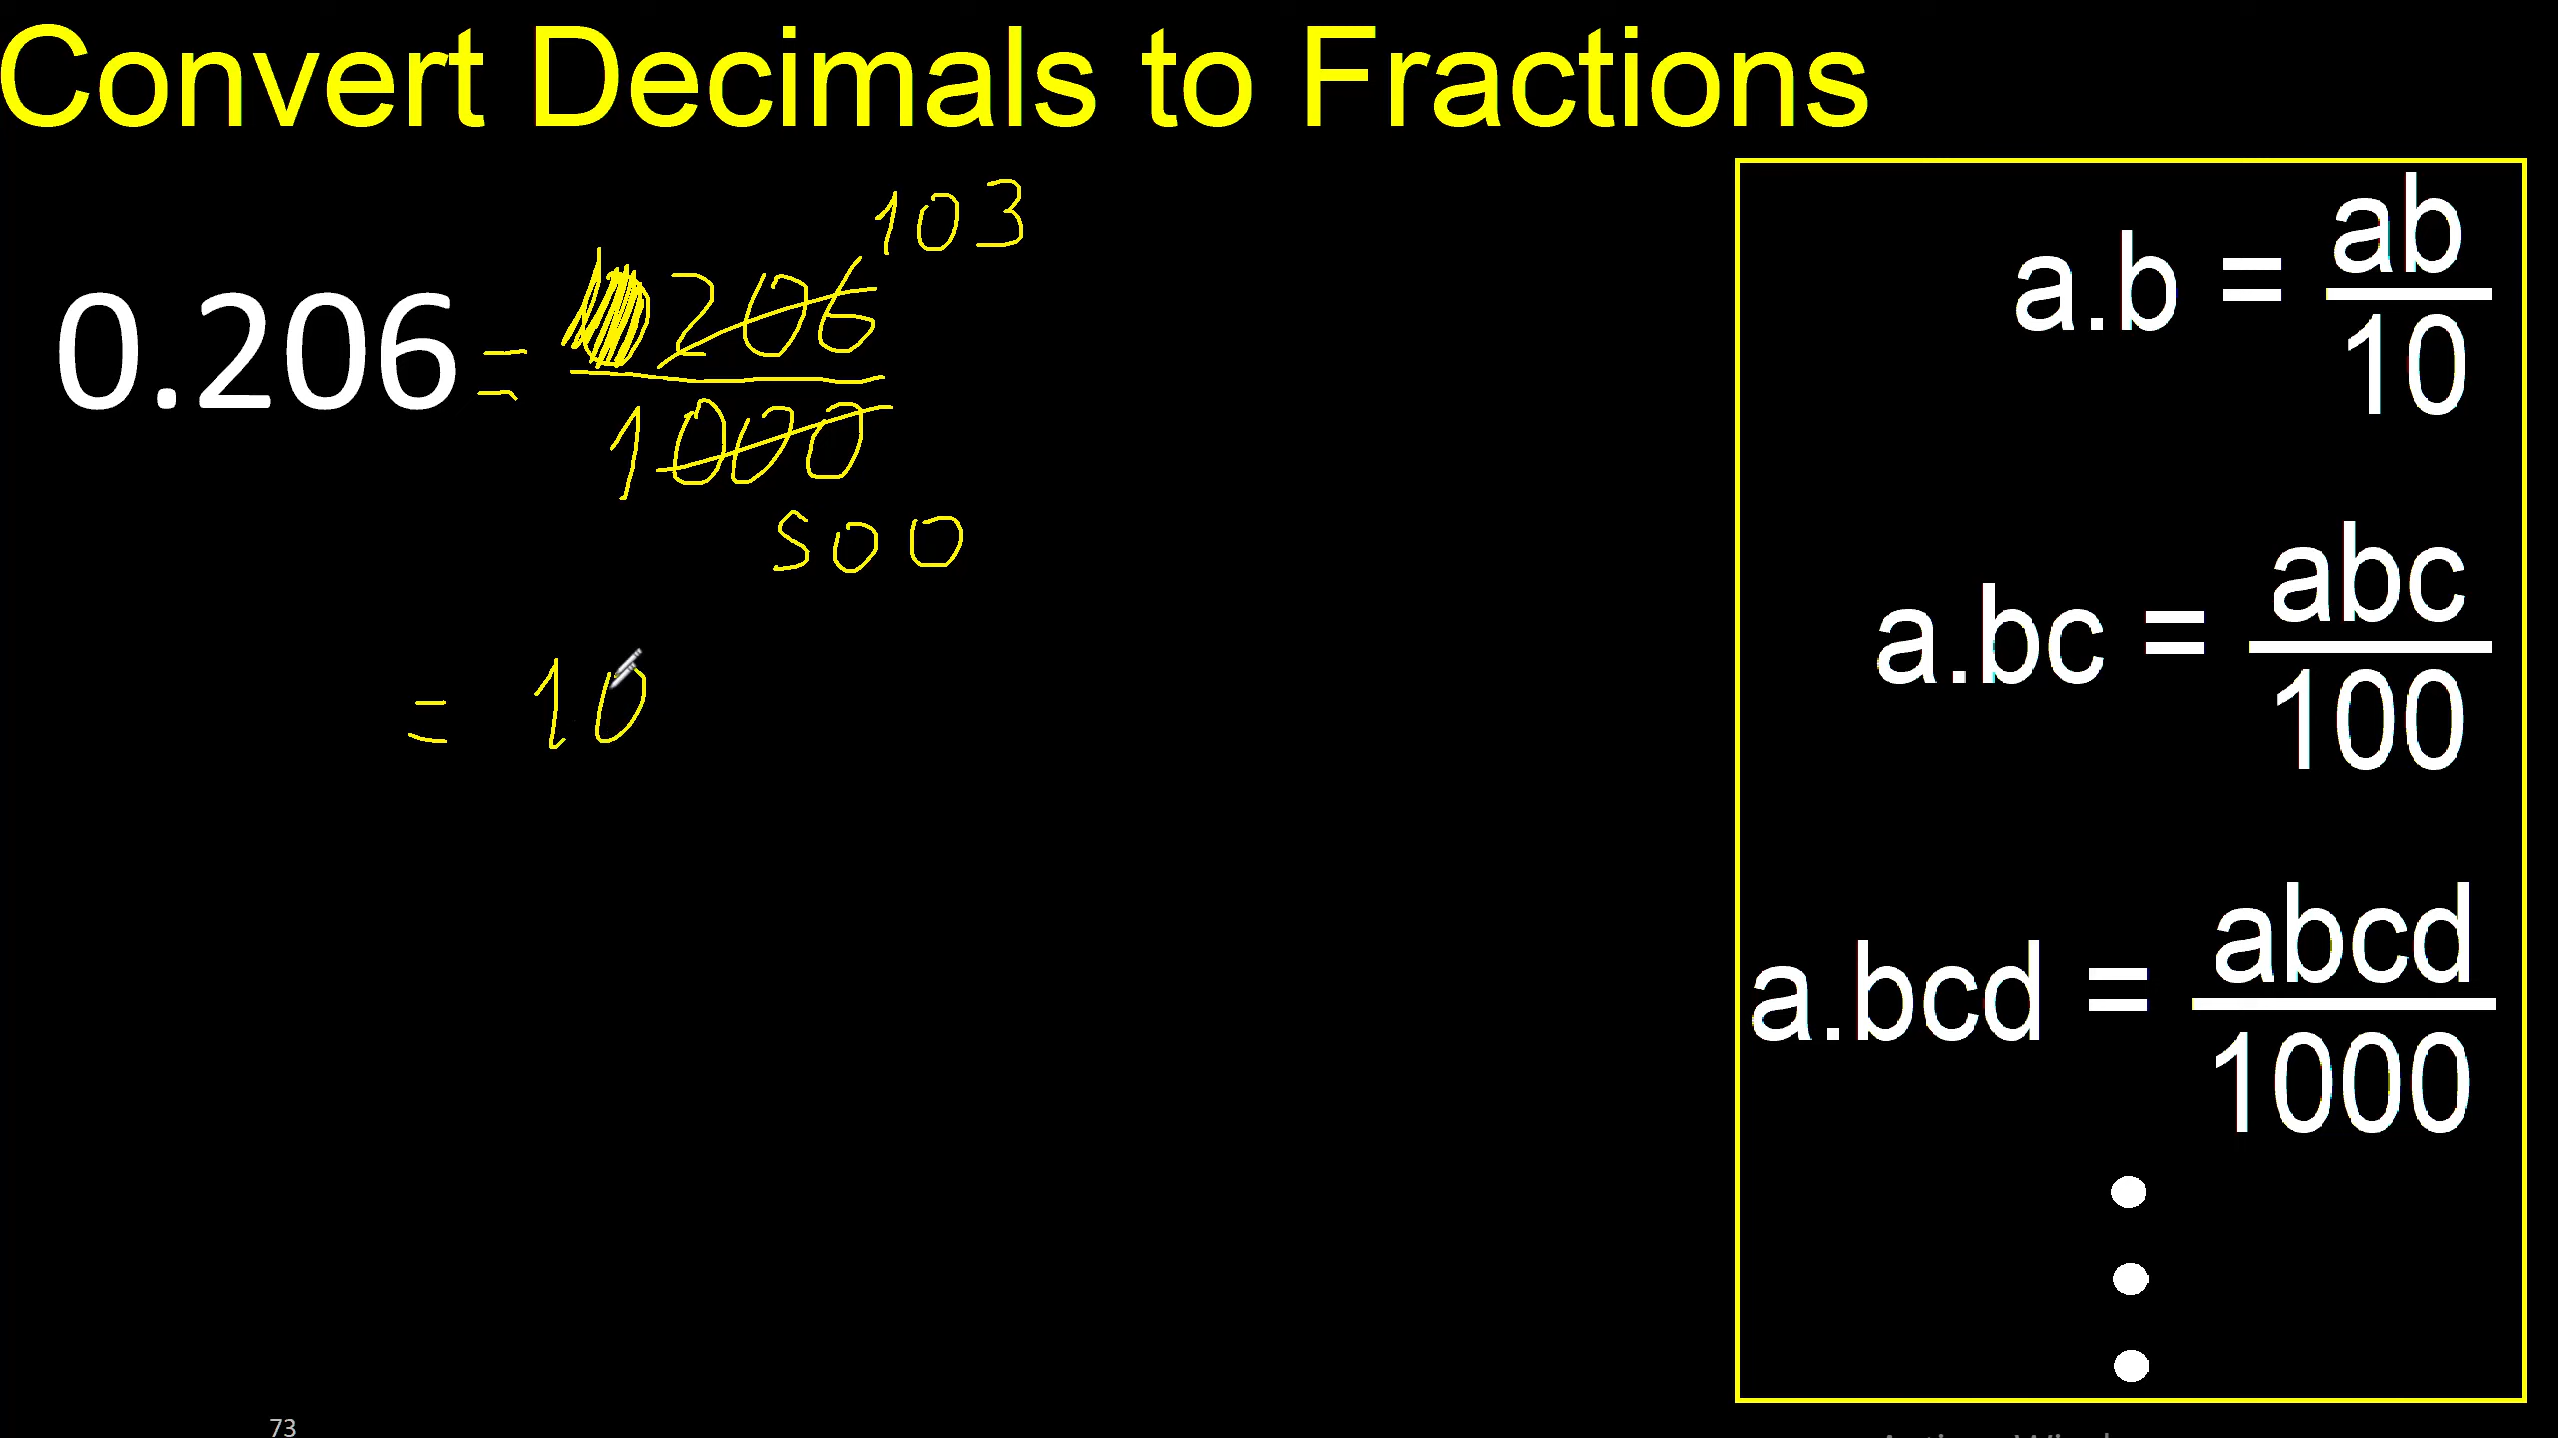 Convert Decimals to Fractions
103
0.206 = 206
1000
500
= 10
a.b = ab
10
a.bc = abc
100
a.bcd = abcd
1000
73